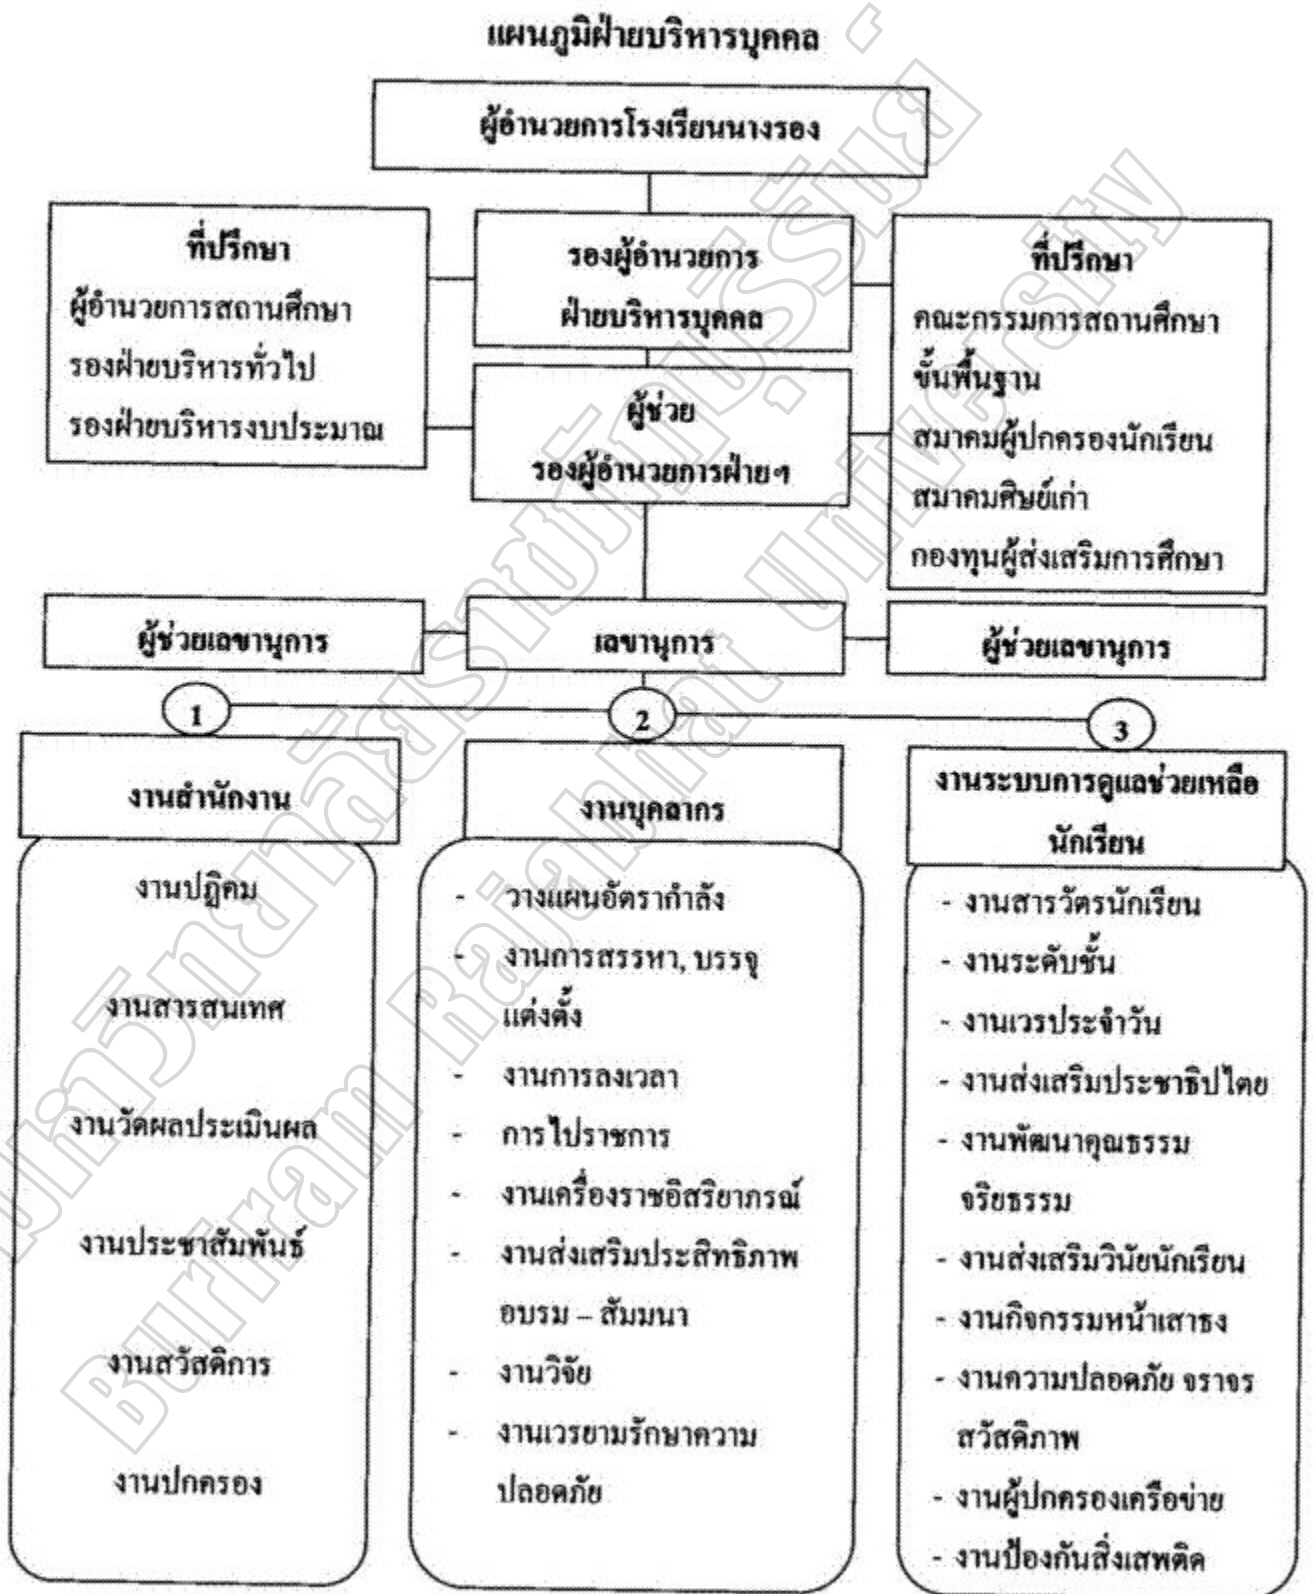 แผนภูมิฝ่ายบริหารบุคคล
ผู้อำนวยการโรงเรียนนางรอง
ที่ปรึกษา
ผู้อำนวยการสถานศึกษา
รองฝ่ายบริหารทั่วไป
รองฝ่ายบริหารงบประมาณ
รองผู้อำนวยการ
ฝ่ายบริหารบุคคล
ผู้ช่วย
รองผู้อำนวยการฝ่ายฯ
ที่ปรึกษา
คณะกรรมการสถานศึกษา
ขั้นพื้นฐาน
สมาคมผู้ปกครองนักเรียน
สมาคมศิษย์เก่า
กองทุนผู้ส่งเสริมการศึกษา
ผู้ช่วยเลขานุการ
เลขานุการ
ผู้ช่วยเลขานุการ
1
2
3
งานสำนักงาน
งานปฏิคม
งานสารสนเทศ
งานวัดผลประเมินผล
งานประชาสัมพันธ์
งานสวัสดิการ
งานปกครอง
งานบุคลากร
- วางแผนอัตรากำลัง
- งานการสรรหา, บรรจุ
แต่งตั้ง
- งานการลงเวลา
- การไปราชการ
- งานเครื่องราชอิสริยาภรณ์
- งานส่งเสริมประสิทธิภาพ
อบรม – สัมมนา
- งานวิจัย
- งานเวรยามรักษาความ
ปลอดภัย
งานระบบการดูแลช่วยเหลือ
นักเรียน
- งานสารวัตรนักเรียน
- งานระดับชั้น
- งานเวรประจำวัน
- งานส่งเสริมประชาธิปไตย
- งานพัฒนาคุณธรรม
จริยธรรม
- งานส่งเสริมวินัยนักเรียน
- งานกิจกรรมหน้าเสาธง
- งานความปลอดภัย จราจร
สวัสดิภาพ
- งานผู้ปกครองเครือข่าย
- งานป้องกันสิ่งเสพติด
มหาวิทยาลัยราชภัฏบุรีรัมย์
Buriram Rajabhat University